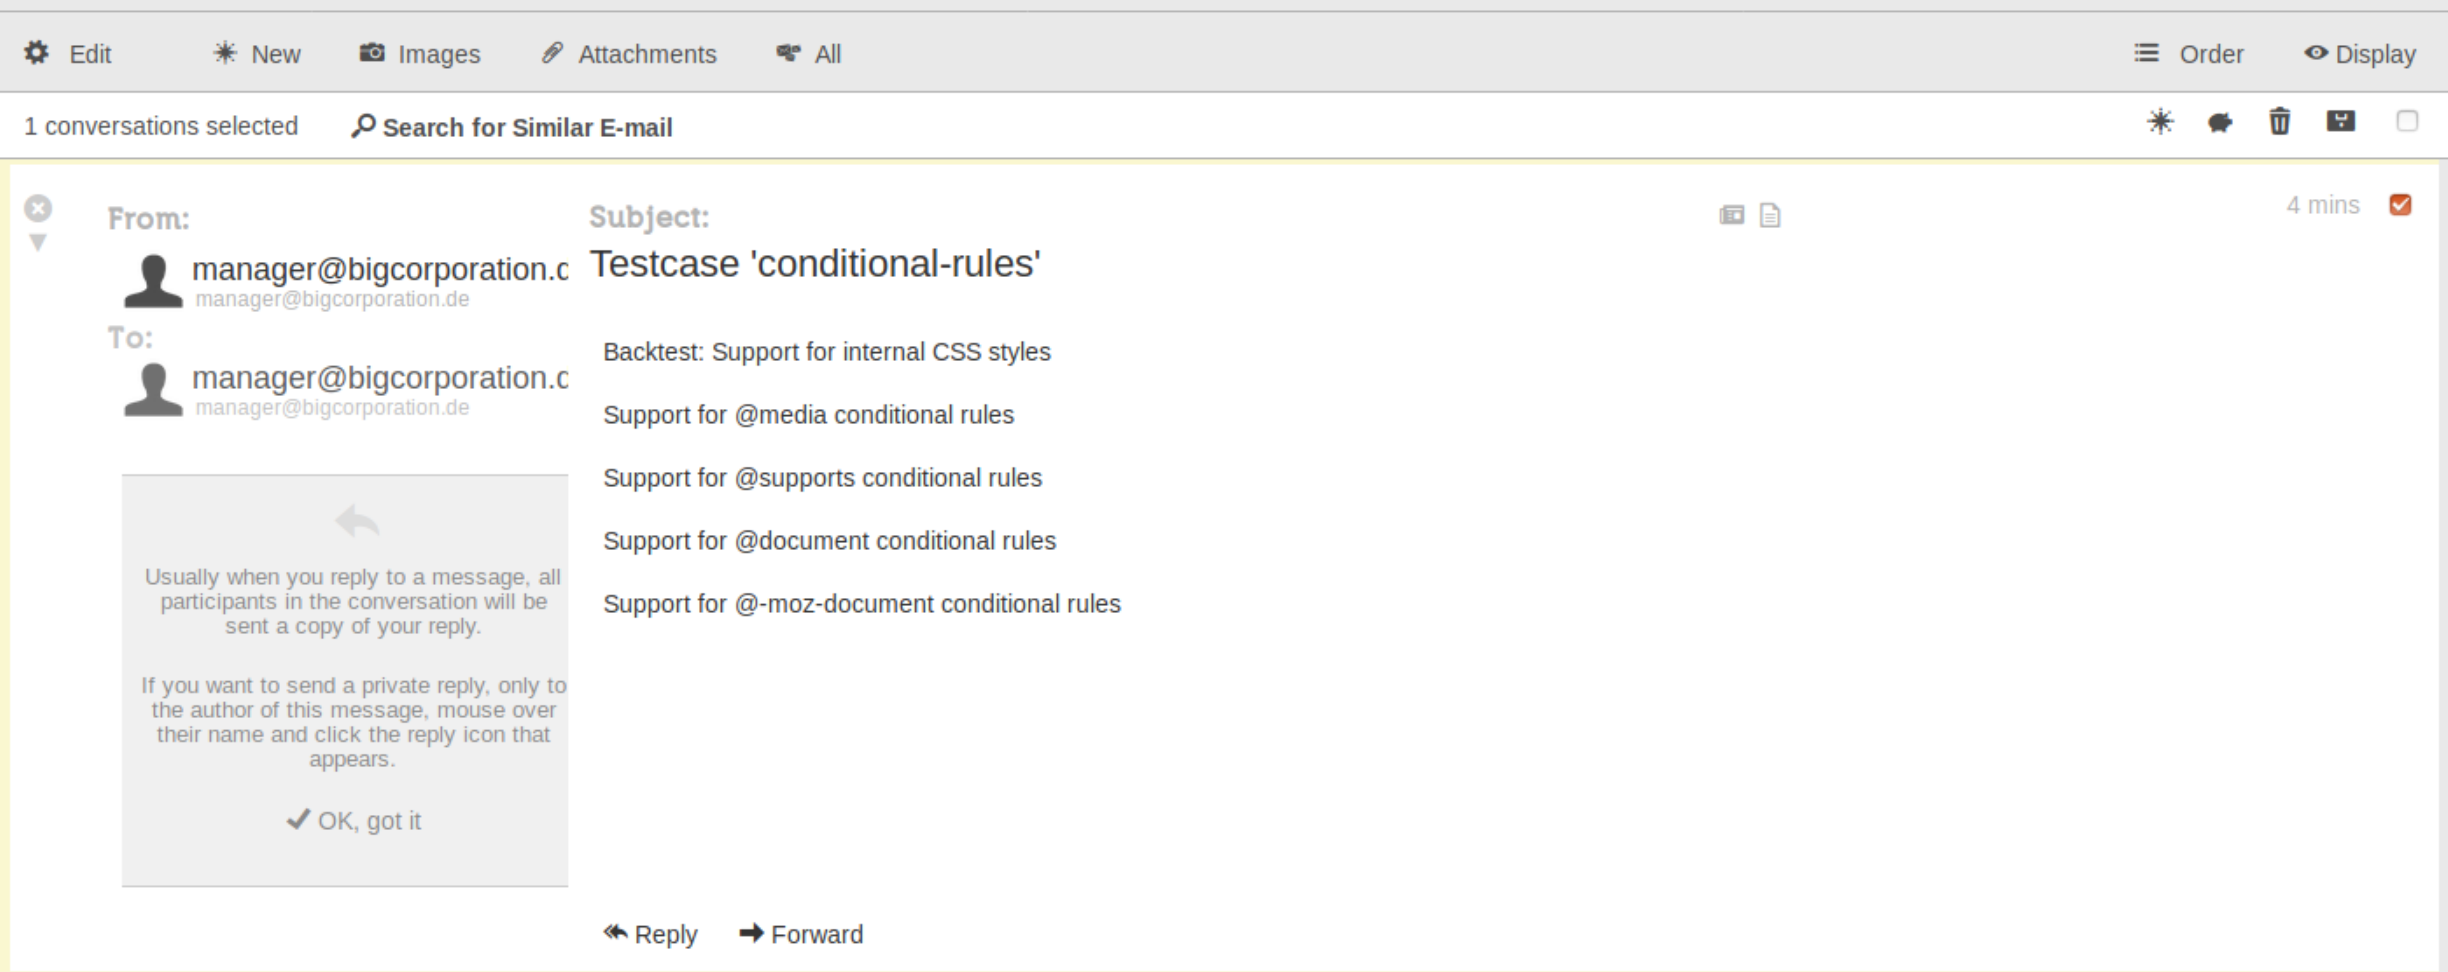 Edit New Images Attachments All Order Display
1 conversations selected Search for Similar E-mail
From:
manager@bigcorporation.d
manager@bigcorporation.de
To:
manager@bigcorporation.d
manager@bigcorporation.de
Usually when you reply to a message, all
participants in the conversation will be
sent a copy of your reply.
If you want to send a private reply, only to
the author of this message, mouse over
their name and click the reply icon that
appears.
OK, got it
Subject:
4 mins
Testcase 'conditional-rules'
Backtest: Support for internal CSS styles
Support for @media conditional rules
Support for @supports conditional rules
Support for @document conditional rules
Support for @-moz-document conditional rules
Reply Forward